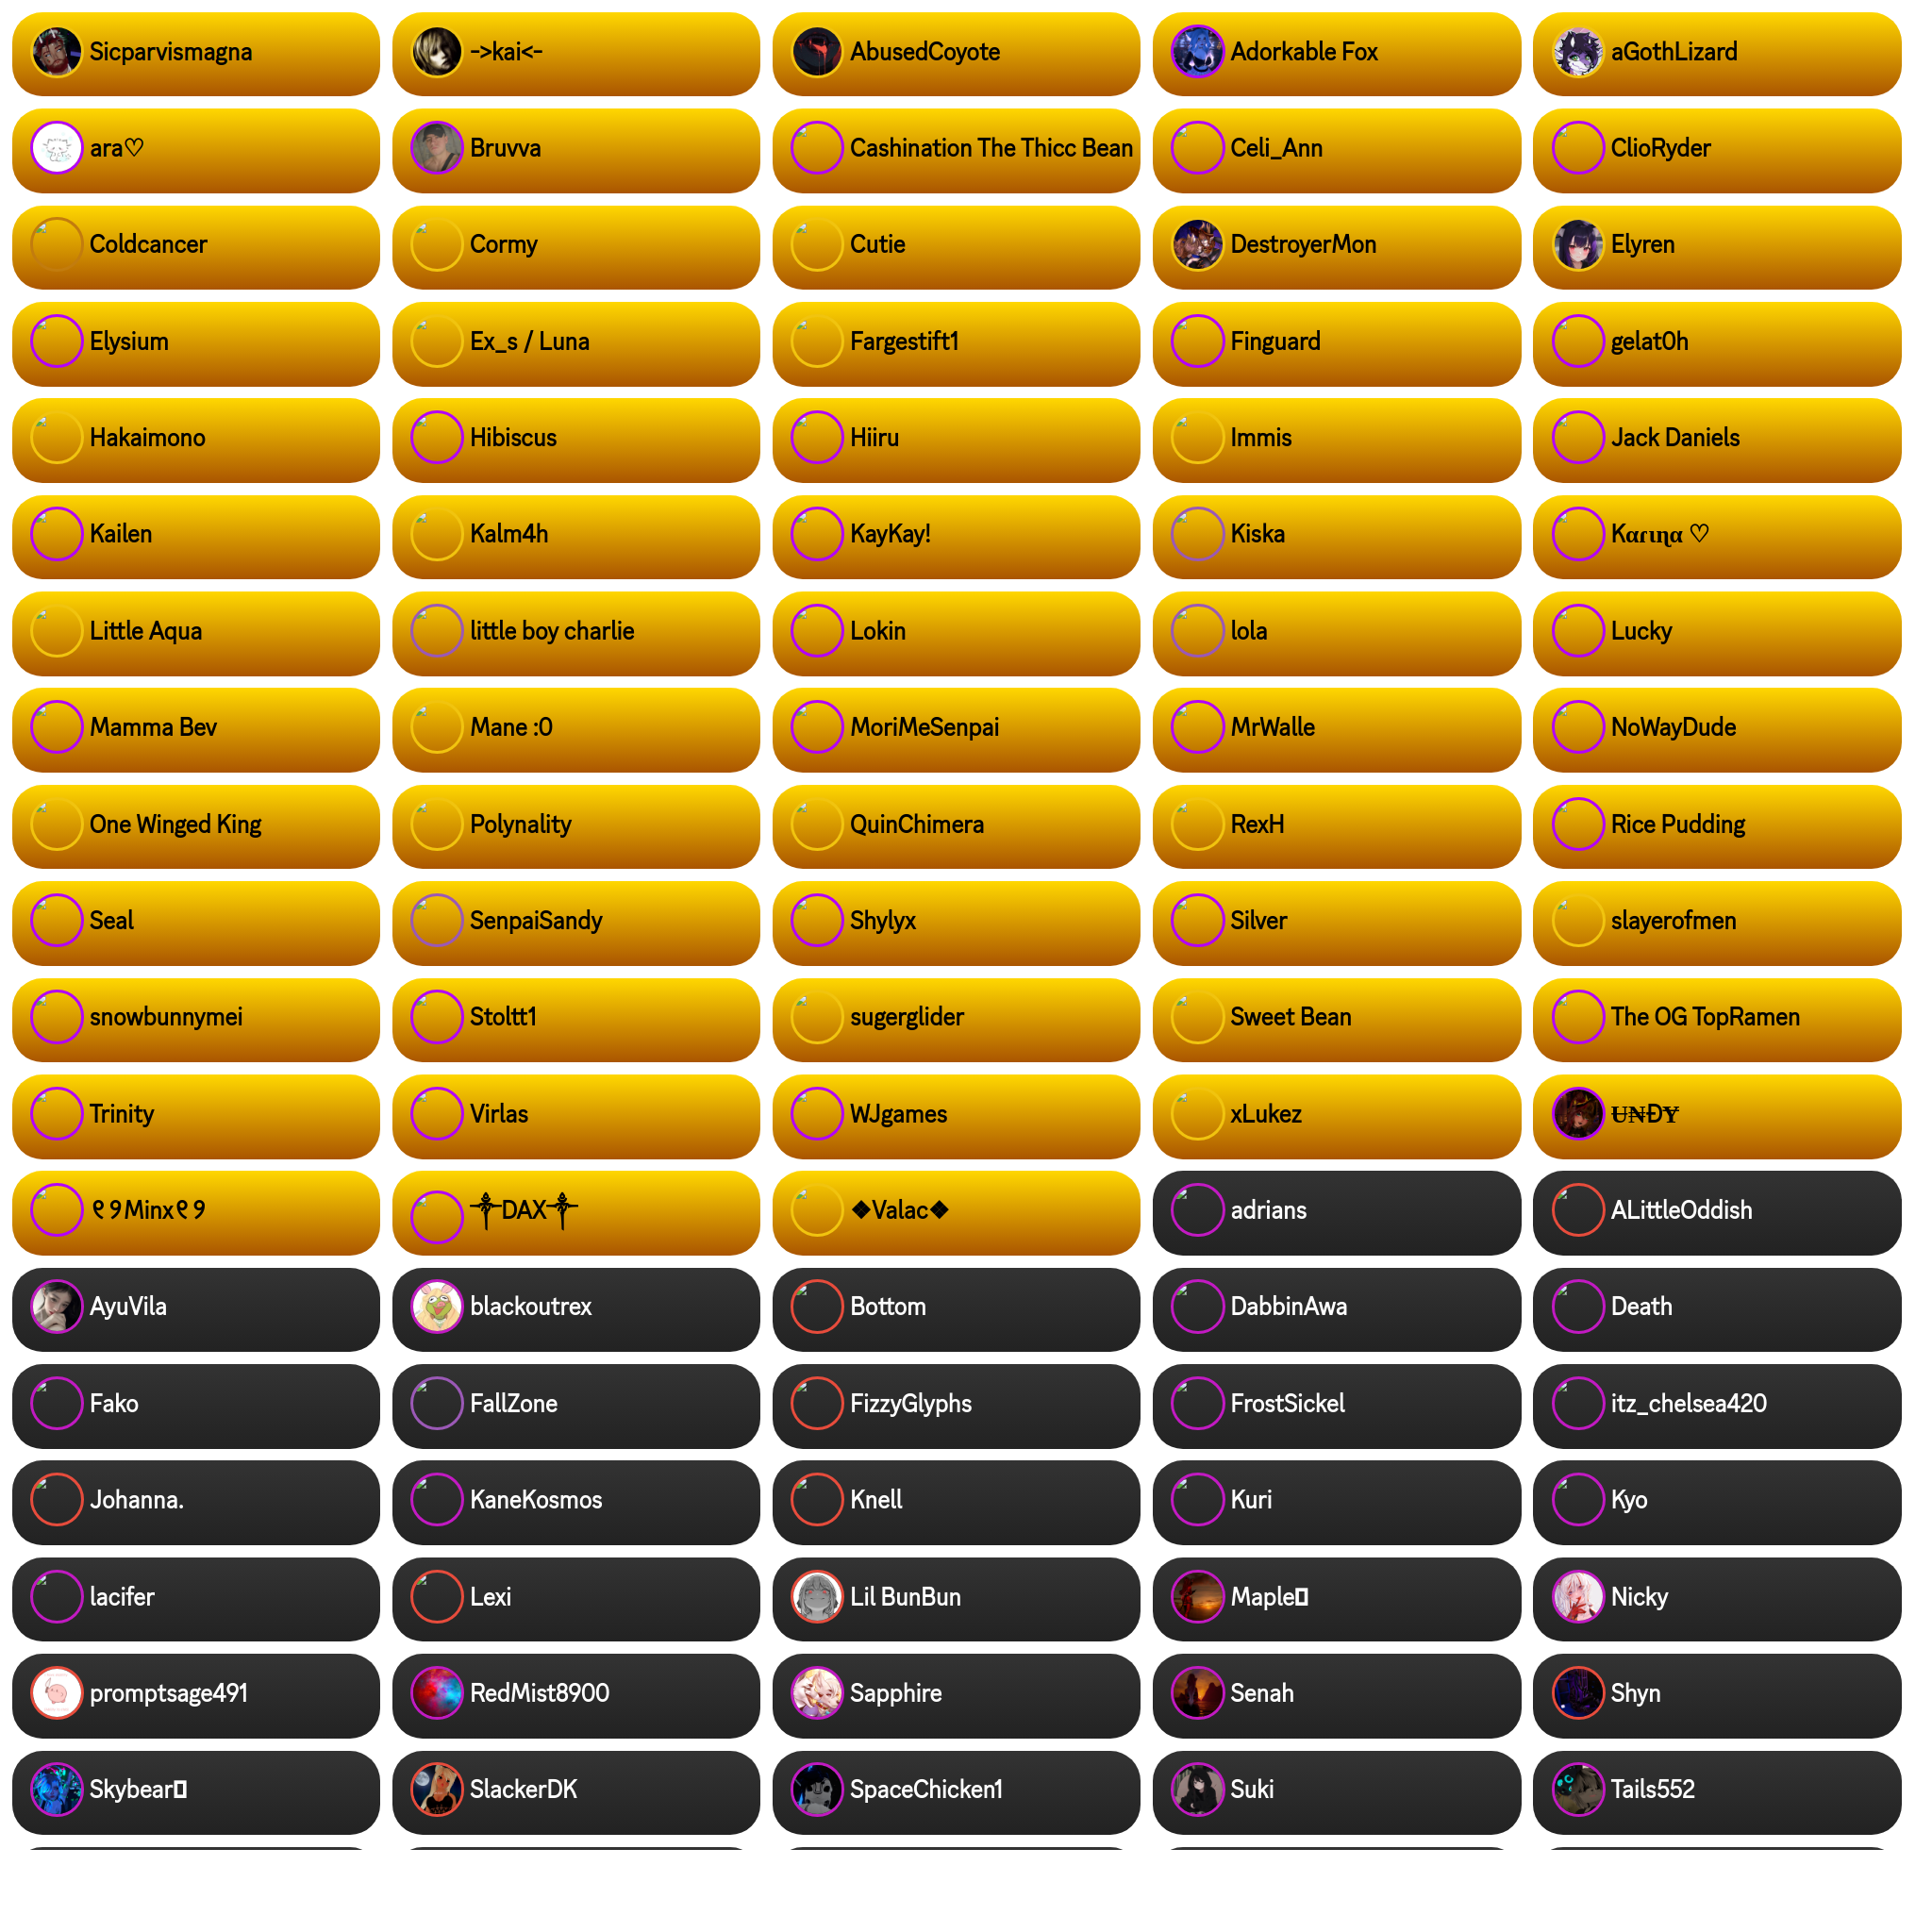 Sicparvismagna
->kai<-
AbusedCoyote
Adorkable Fox
aGothLizard
ara♡
Bruvva
Cashination The Thicc Bean
Celi_Ann
ClioRyder
Coldcancer
Cormy
Cutie
DestroyerMon
Elyren
Elysium
Ex_s / Luna
Fargestift1
Finguard
gelat0h
Hakaimono
Hibiscus
Hiiru
Immis
Jack Daniels
Kailen
Kalm4h
KayKay!
Kiska
Kαɾιɳα ♡
Little Aqua
little boy charlie
Lokin
lola
Lucky
Mamma Bev
Mane :0
MoriMeSenpai
MrWalle
NoWayDude
One Winged King
Polynality
QuinChimera
RexH
Rice Pudding
Seal
SenpaiSandy
Shylyx
Silver
slayerofmen
snowbunnymei
Stoltt1
sugerglider
Sweet Bean
The OG TopRamen
Trinity
Virlas
WJgames
xLukez
U̶N̶ĐY̶
୧୨Minx୧୨
༒DAX༒
❖Valac❖
adrians
ALittleOddish
AyuVila
blackoutrex
Bottom
DabbinAwa
Death
Fako
FallZone
FizzyGlyphs
FrostSickel
itz_chelsea420
Johanna.
KaneKosmos
Knell
Kuri
Kyo
lacifer
Lexi
Lil BunBun
Maple
Nicky
promptsage491
RedMist8900
Sapphire
Senah
Shyn
Skybear
SlackerDK
SpaceChicken1
Suki
Tails552